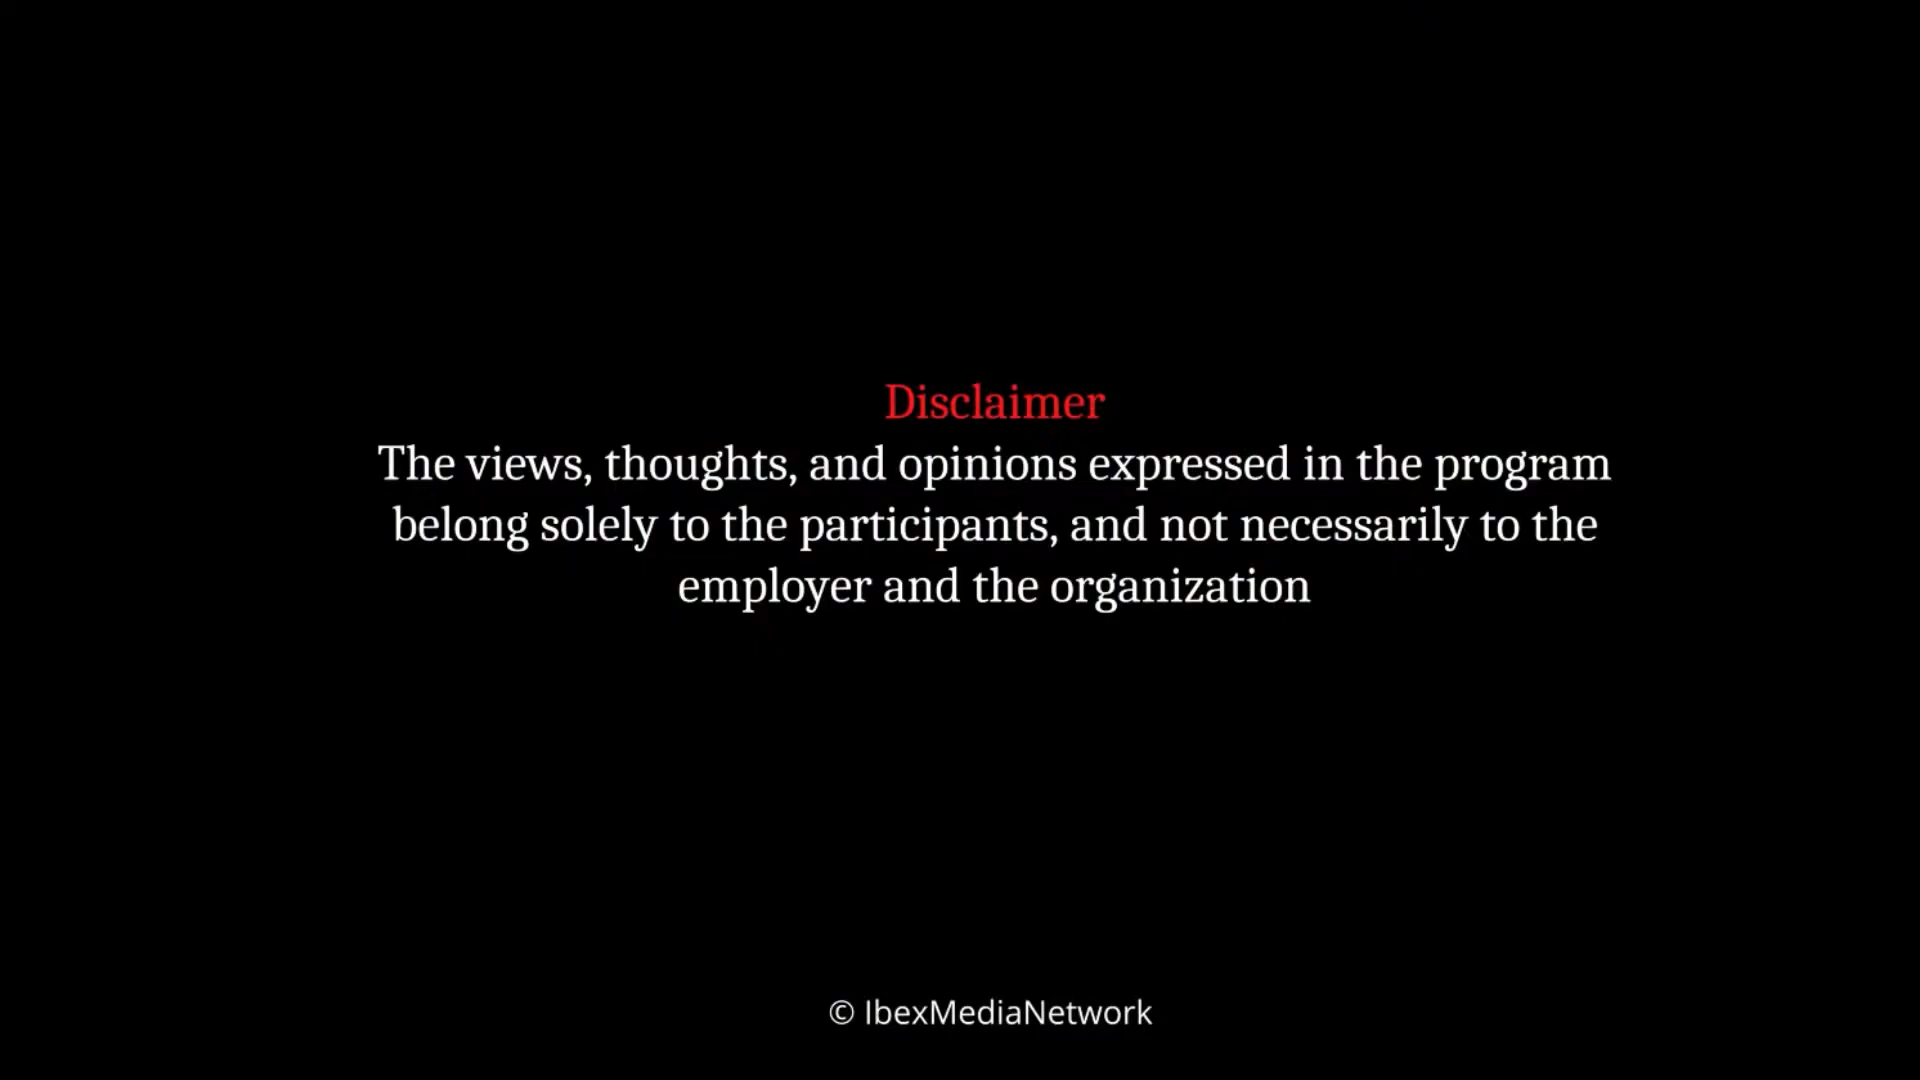 Disclaimer
The views, thoughts, and opinions expressed in the program
belong solely to the participants, and not necessarily to the
employer and the organization
© IbexMediaNetwork